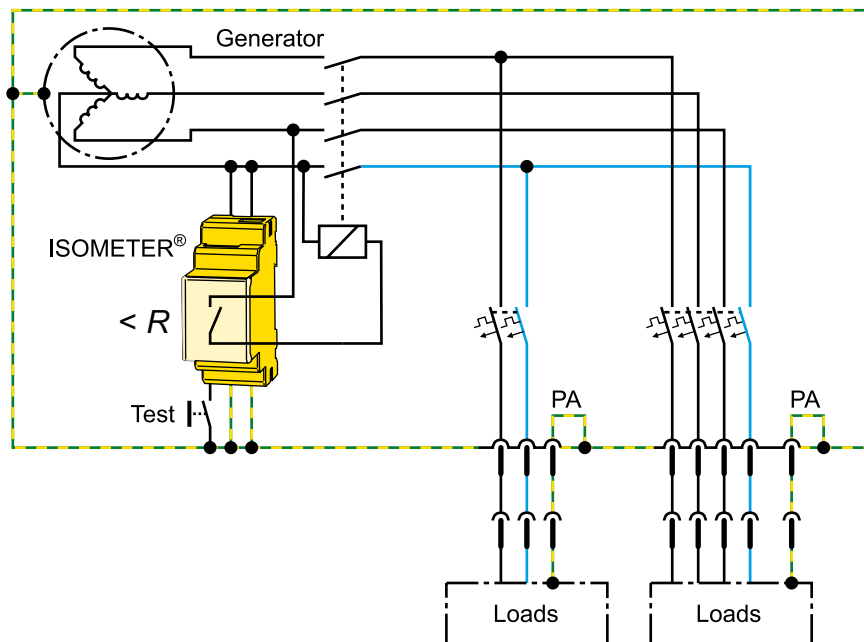 Generator
ISOMETER®
< R
Test
PA
PA
Loads
Loads